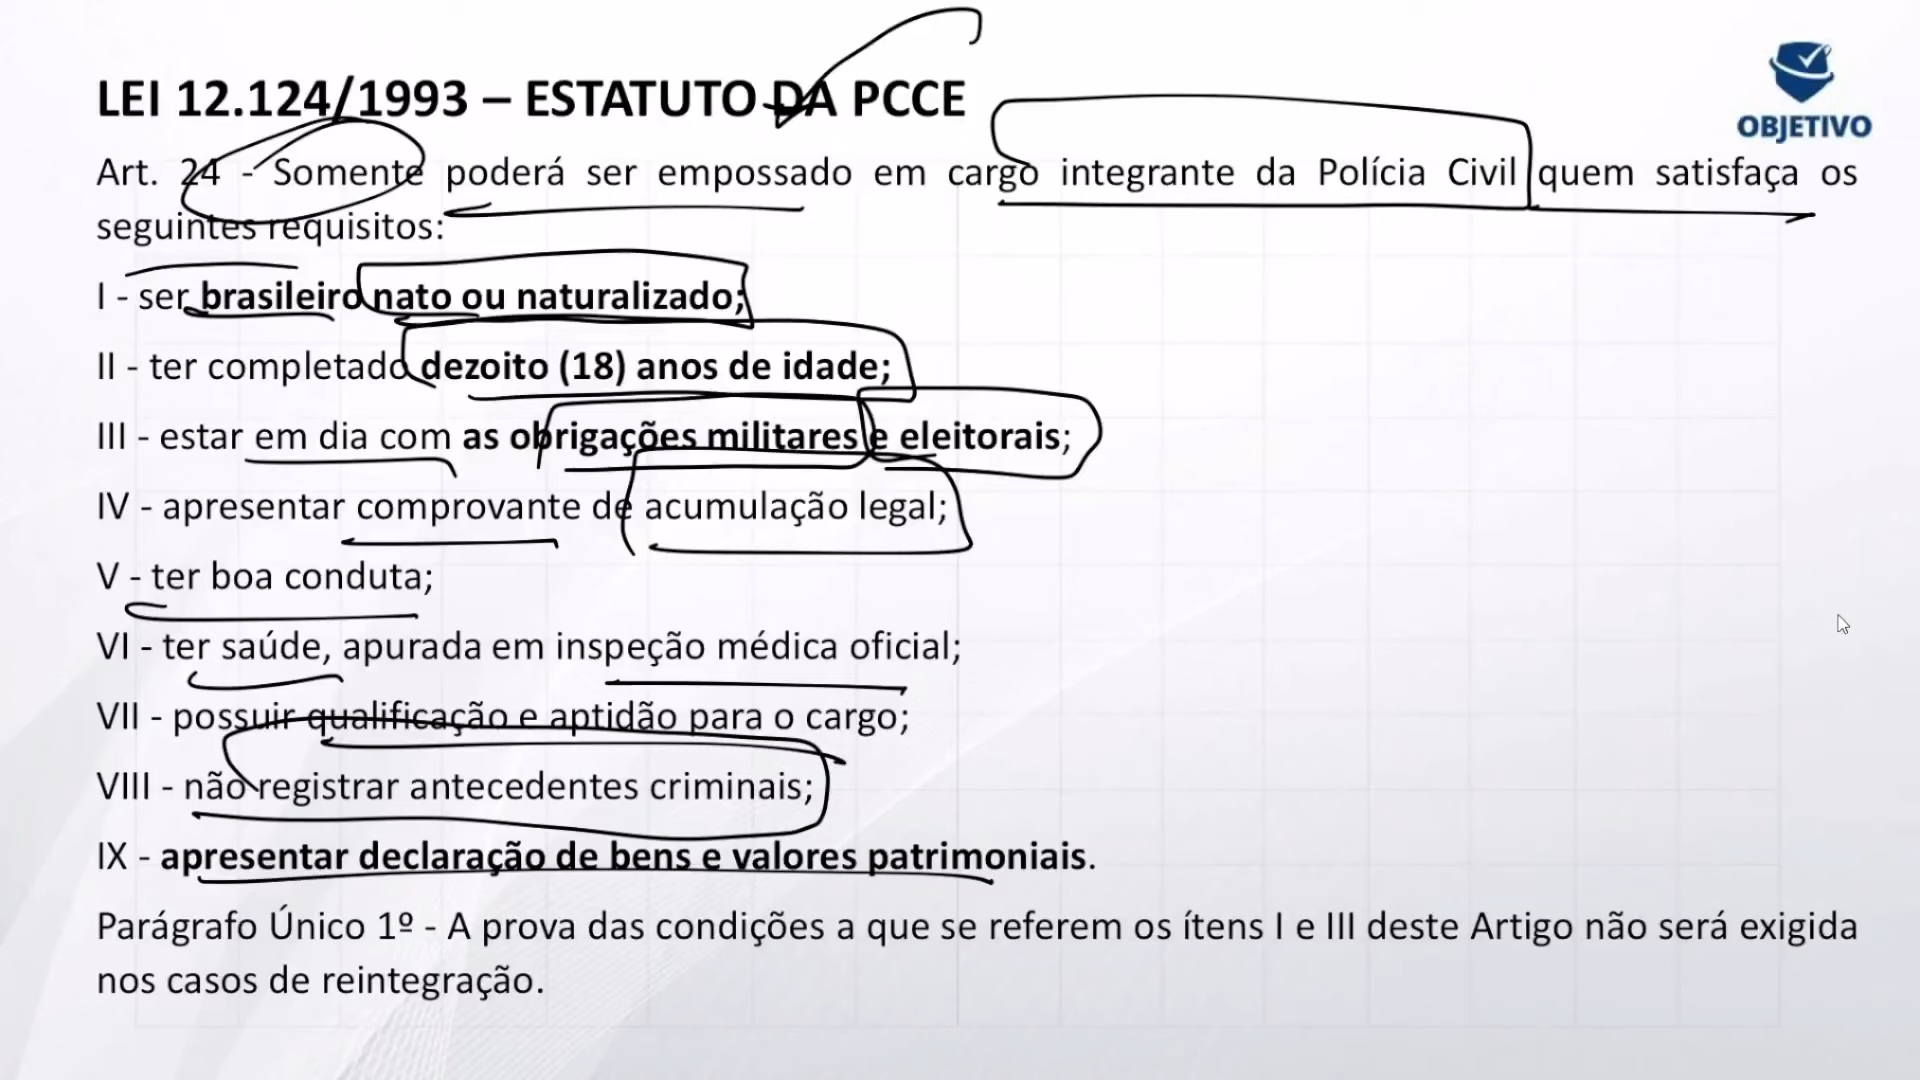 LEI 12.124/1993 – ESTATUTO DA PCCE
OBJETIVO
Art. 24 - Somente poderá ser empossado em cargo integrante da Polícia Civil quem satisfaça os
seguintes requisitos:
I - ser brasileiro nato ou naturalizado;
II - ter completado dezoito (18) anos de idade;
III - estar em dia com as obrigações militares e eleitorais;
IV - apresentar comprovante de acumulação legal;
V - ter boa conduta;
VI - ter saúde, apurada em inspeção médica oficial;
VII - possuir qualificação e aptidão para o cargo;
VIII - não registrar antecedentes criminais;
IX - apresentar declaração de bens e valores patrimoniais.
Parágrafo Único 1º - A prova das condições a que se referem os ítens I e III deste Artigo não será exigida
nos casos de reintegração.